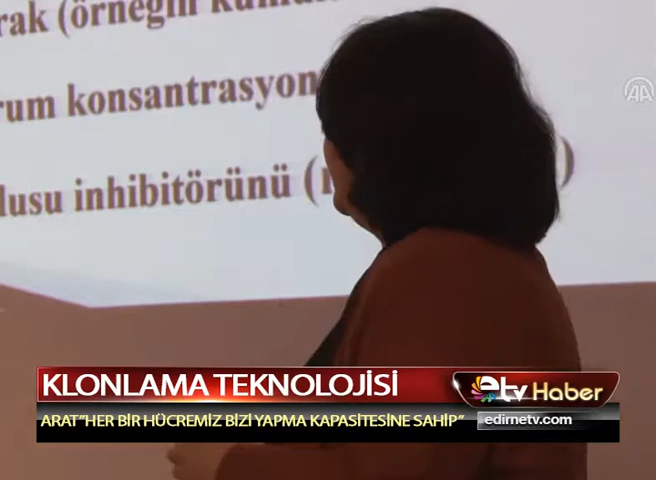 rak (örneğin
rum konsantrasyon
lusu inhibitörünü (
AA
KLONLAMA TEKNOLOJİSİ
etv Haber
ARAT"HER BİR HÜCREMİZ BİZİ YAPMA KAPASİTESİNE SAHİP"
edirnetv.com